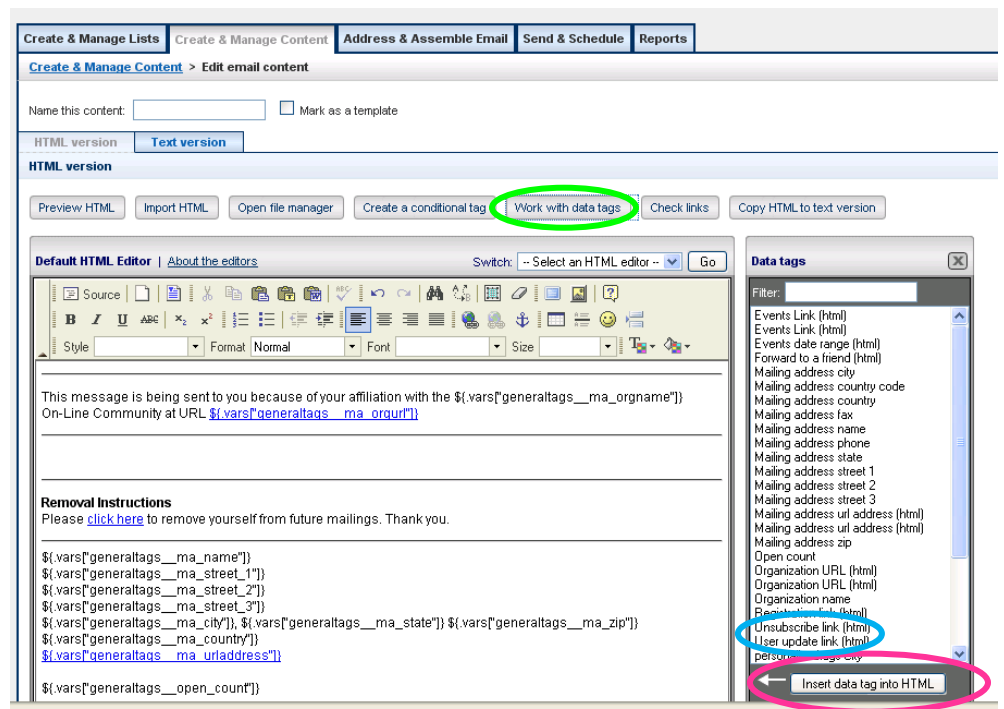 Create & Manage Lists Create & Manage Content Address & Assemble Email Send & Schedule Reports
Create & Manage Content > Edit email content
Name this content: Mark as a template
HTML version Text version
HTML version
Preview HTML Import HTML Open file manager Create a conditional tag Work with data tags Check links Copy HTML to text version
Default HTML Editor | About the editors Switch: -- Select an HTML editor -- Go
Source
B I U ABC x₂ x²
Style Format Normal Font Size
This message is being sent to you because of your affiliation with the ${.vars["generaltags__ma_orgname"]}
On-Line Community at URL ${.vars["generaltags__ma_orgurl"]}
Removal Instructions
Please click here to remove yourself from future mailings. Thank you.
${.vars["generaltags__ma_name"]}
${.vars["generaltags__ma_street_1"]}
${.vars["generaltags__ma_street_2"]}
${.vars["generaltags__ma_street_3"]}
${.vars["generaltags__ma_city"]}, ${.vars["generaltags__ma_state"]} ${.vars["generaltags__ma_zip"]}
${.vars["generaltags__ma_country"]}
${.vars["generaltags__ma_urladdress"]}
${.vars["generaltags__open_count"]}
Data tags
Filter:
Events Link (html)
Events Link (html)
Events date range (html)
Forward to a friend (html)
Mailing address city
Mailing address country code
Mailing address country
Mailing address fax
Mailing address name
Mailing address phone
Mailing address state
Mailing address street 1
Mailing address street 2
Mailing address street 3
Mailing address url address (html)
Mailing address url address (html)
Mailing address zip
Open count
Organization URL (html)
Organization URL (html)
Organization name
Registration link (html)
Unsubscribe link (html)
User update link (html)
Insert data tag into HTML